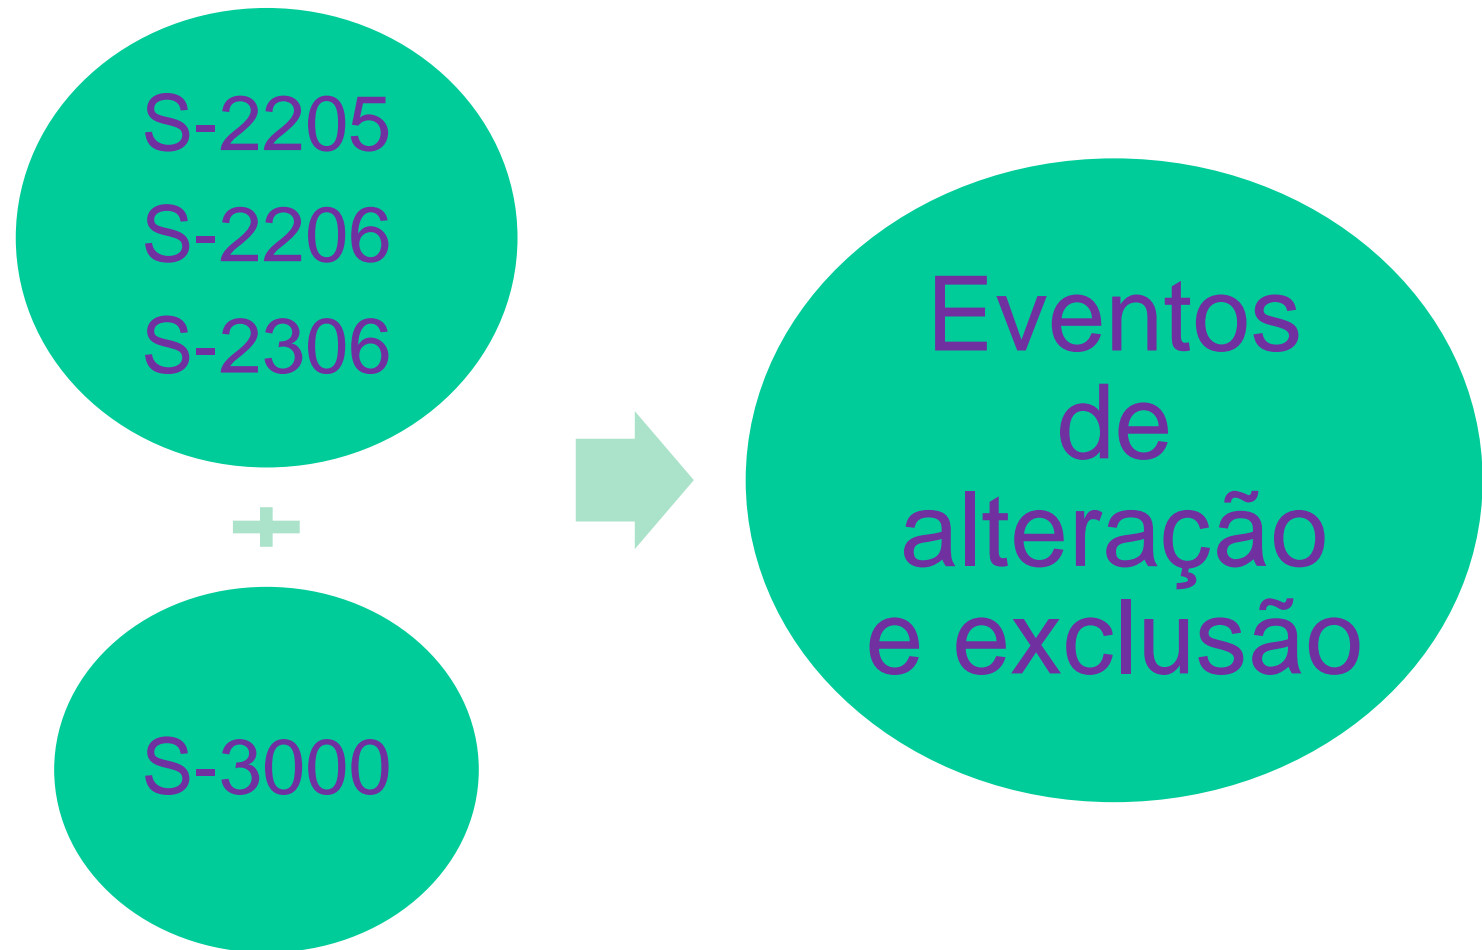 S-2205
S-2206
S-2306
+
S-3000
Eventos
de
alteração
e exclusão